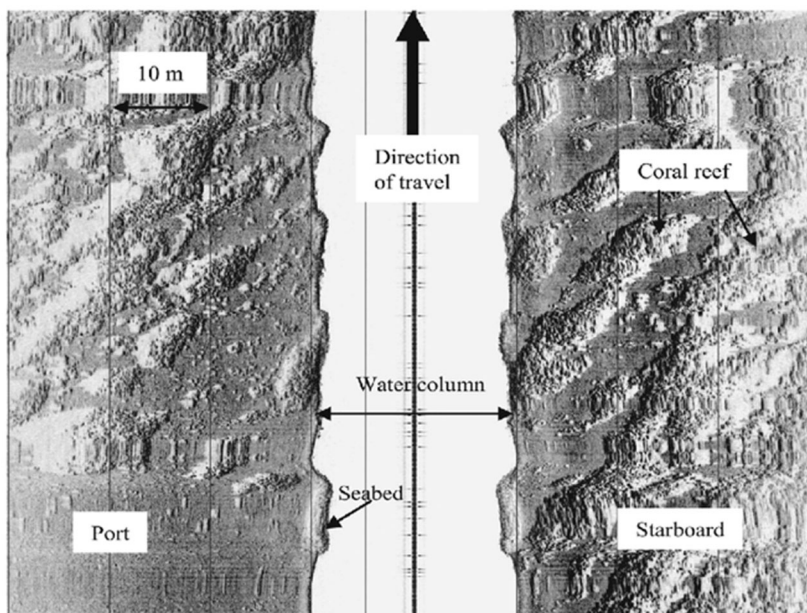 10 m
Direction
of travel
Coral reef
Water column
Seabed
Port
Starboard